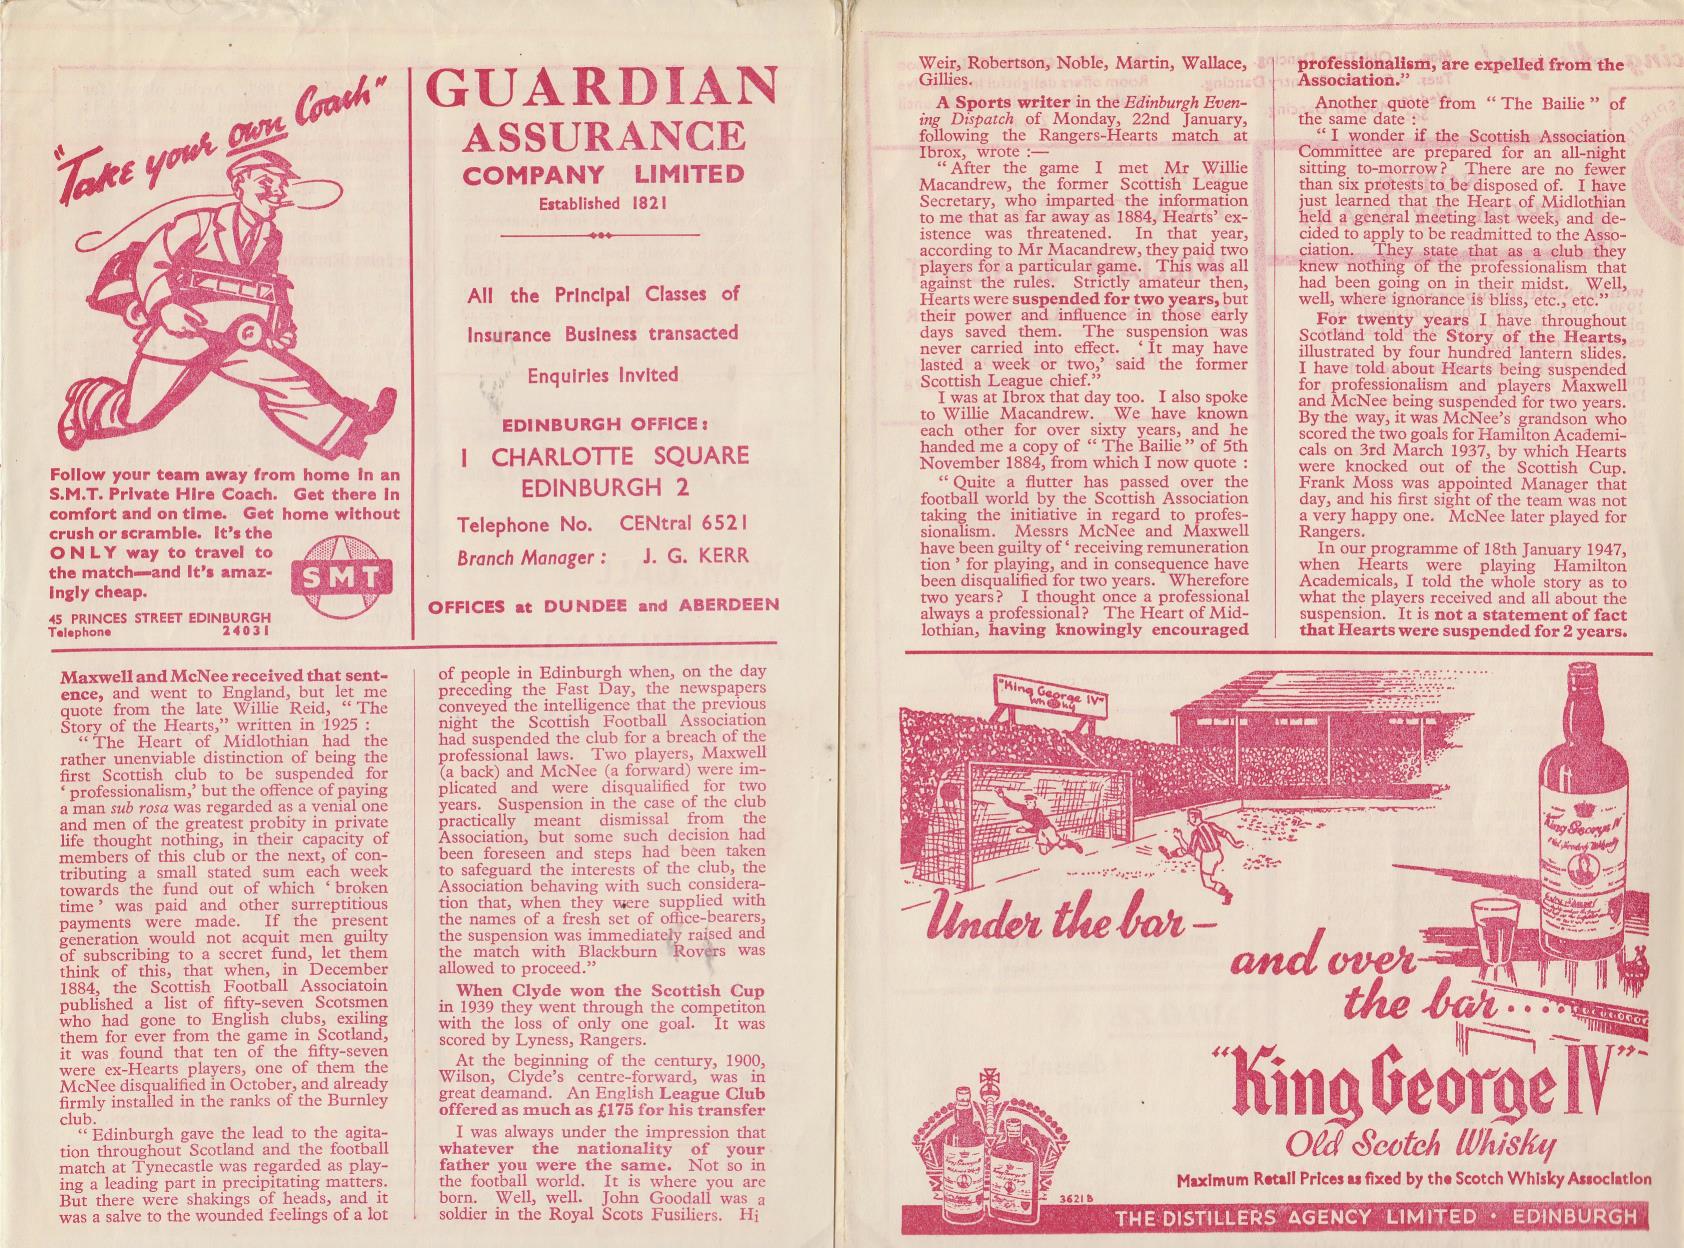 "Take your own Coach"
Follow your team away from home in an
S.M.T. Private Hire Coach. Get there in
comfort and on time. Get home without
crush or scramble. It's the
ONLY way to travel to
the match—and it's amaz-
ingly cheap.
SMT
45 PRINCES STREET EDINBURGH
Telephone 24031
GUARDIAN
ASSURANCE
COMPANY LIMITED
Established 1821
All the Principal Classes of
Insurance Business transacted
Enquiries Invited
EDINBURGH OFFICE:
1 CHARLOTTE SQUARE
EDINBURGH 2
Telephone No. CENtral 6521
Branch Manager: J. G. KERR
OFFICES at DUNDEE and ABERDEEN
Maxwell and McNee received that sent-
ence, and went to England, but let me
quote from the late Willie Reid, "The
Story of the Hearts," written in 1925 :
"The Heart of Midlothian had the
rather unenviable distinction of being the
first Scottish club to be suspended for
'professionalism,' but the offence of paying
a man sub rosa was regarded as a venial one
and men of the greatest probity in private
life thought nothing, in their capacity of
members of this club or the next, of con-
tributing a small stated sum each week
towards the fund out of which 'broken
time' was paid and other surreptitious
payments were made. If the present
generation would not acquit men guilty
of subscribing to a secret fund, let them
think of this, that when, in December
1884, the Scottish Football Associatoin
published a list of fifty-seven Scotsmen
who had gone to English clubs, exiling
them for ever from the game in Scotland,
it was found that ten of the fifty-seven
were ex-Hearts players, one of them the
McNee disqualified in October, and already
firmly installed in the ranks of the Burnley
club.
"Edinburgh gave the lead to the agita-
tion throughout Scotland and the football
match at Tynecastle was regarded as play-
ing a leading part in precipitating matters.
But there were shakings of heads, and it
was a salve to the wounded feelings of a lot
of people in Edinburgh when, on the day
preceding the Fast Day, the newspapers
conveyed the intelligence that the previous
night the Scottish Football Association
had suspended the club for a breach of the
professional laws. Two players, Maxwell
(a back) and McNee (a forward) were im-
plicated and were disqualified for two
years. Suspension in the case of the club
practically meant dismissal from the
Association, but some such decision had
been foreseen and steps had been taken
to safeguard the interests of the club, the
Association behaving with such considera-
tion that, when they were supplied with
the names of a fresh set of office-bearers,
the suspension was immediately raised and
the match with Blackburn Rovers was
allowed to proceed."
When Clyde won the Scottish Cup
in 1939 they went through the competiton
with the loss of only one goal. It was
scored by Lyness, Rangers.
At the beginning of the century, 1900,
Wilson, Clyde's centre-forward, was in
great deamand. An English League Club
offered as much as £175 for his transfer
I was always under the impression that
whatever the nationality of your
father you were the same. Not so in
the football world. It is where you are
born. Well, well. John Goodall was a
soldier in the Royal Scots Fusiliers. Hi
Weir, Robertson, Noble, Martin, Wallace,
Gillies.
A Sports writer in the Edinburgh Even-
ing Dispatch of Monday, 22nd January,
following the Rangers-Hearts match at
Ibrox, wrote :—
"After the game I met Mr Willie
Macandrew, the former Scottish League
Secretary, who imparted the information
to me that as far away as 1884, Hearts' ex-
istence was threatened. In that year,
according to Mr Macandrew, they paid two
players for a particular game. This was all
against the rules. Strictly amateur then,
Hearts were suspended for two years, but
their power and influence in those early
days saved them. The suspension was
never carried into effect. 'It may have
lasted a week or two,' said the former
Scottish League chief."
I was at Ibrox that day too. I also spoke
to Willie Macandrew. We have known
each other for over sixty years, and he
handed me a copy of "The Bailie" of 5th
November 1884, from which I now quote :
"Quite a flutter has passed over the
football world by the Scottish Association
taking the initiative in regard to profes-
sionalism. Messrs McNee and Maxwell
have been guilty of 'receiving remuneration
tion' for playing, and in consequence have
been disqualified for two years. Wherefore
two years? I thought once a professional
always a professional? The Heart of Mid-
lothian, having knowingly encouraged
professionalism, are expelled from the
Association."
Another quote from "The Bailie" of
the same date :
"I wonder if the Scottish Association
Committee are prepared for an all-night
sitting to-morrow? There are no fewer
than six protests to be disposed of. I have
just learned that the Heart of Midlothian
held a general meeting last week, and de-
cided to apply to be readmitted to the Asso-
ciation. They state that as a club they
knew nothing of the professionalism that
had been going on in their midst. Well,
well, where ignorance is bliss, etc., etc."
For twenty years I have throughout
Scotland told the Story of the Hearts,
illustrated by four hundred lantern slides.
I have told about Hearts being suspended
for professionalism and players Maxwell
and McNee being suspended for two years.
By the way, it was McNee's grandson who
scored the two goals for Hamilton Academi-
cals on 3rd March 1937, by which Hearts
were knocked out of the Scottish Cup.
Frank Moss was appointed Manager that
day, and his first sight of the team was not
a very happy one. McNee later played for
Rangers.
In our programme of 18th January 1947,
when Hearts were playing Hamilton
Academicals, I told the whole story as to
what the players received and all about the
suspension. It is not a statement of fact
that Hearts were suspended for 2 years.
"King George IV"
Whisky
King George IV
Old Scotch Whisky
Under the bar —
and over
the bar....
"King George IV"
Old Scotch Whisky
Maximum Retail Prices as fixed by the Scotch Whisky Association
3621B
THE DISTILLERS AGENCY LIMITED · EDINBURGH